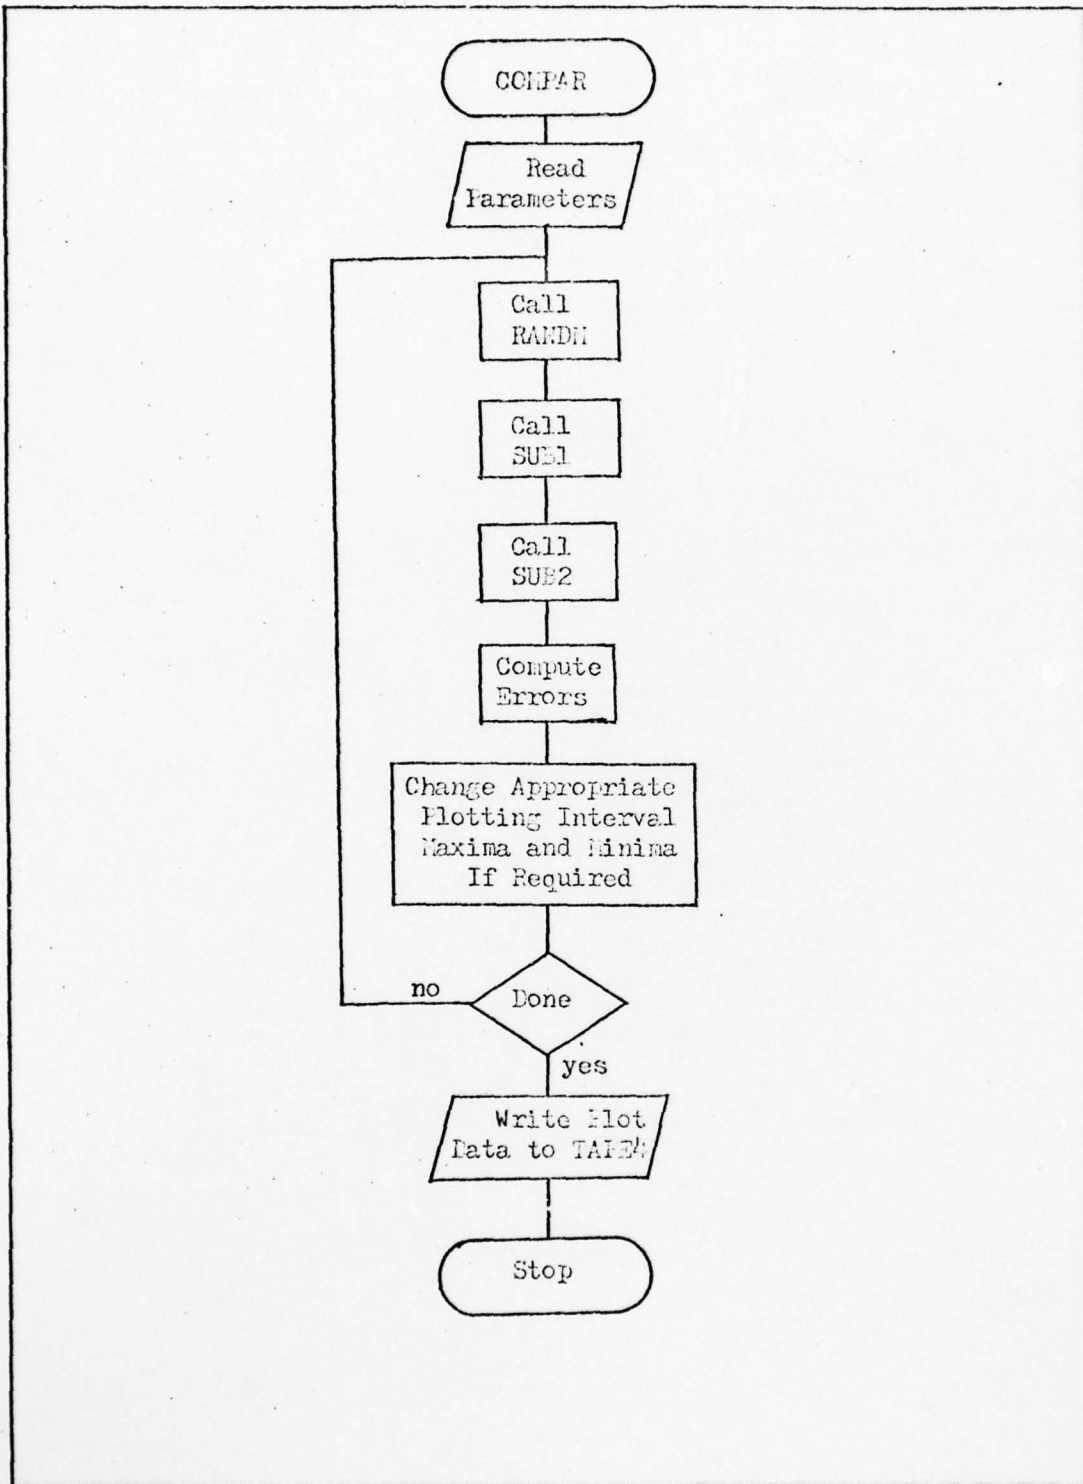 COMPAR
Read
Parameters
Call
RANDM
Call
SUB1
Call
SUB2
Compute
Errors
Change Appropriate
Plotting Interval
Maxima and Minima
If Required
no
Done
yes
Write Plot
Data to TAPE4
Stop